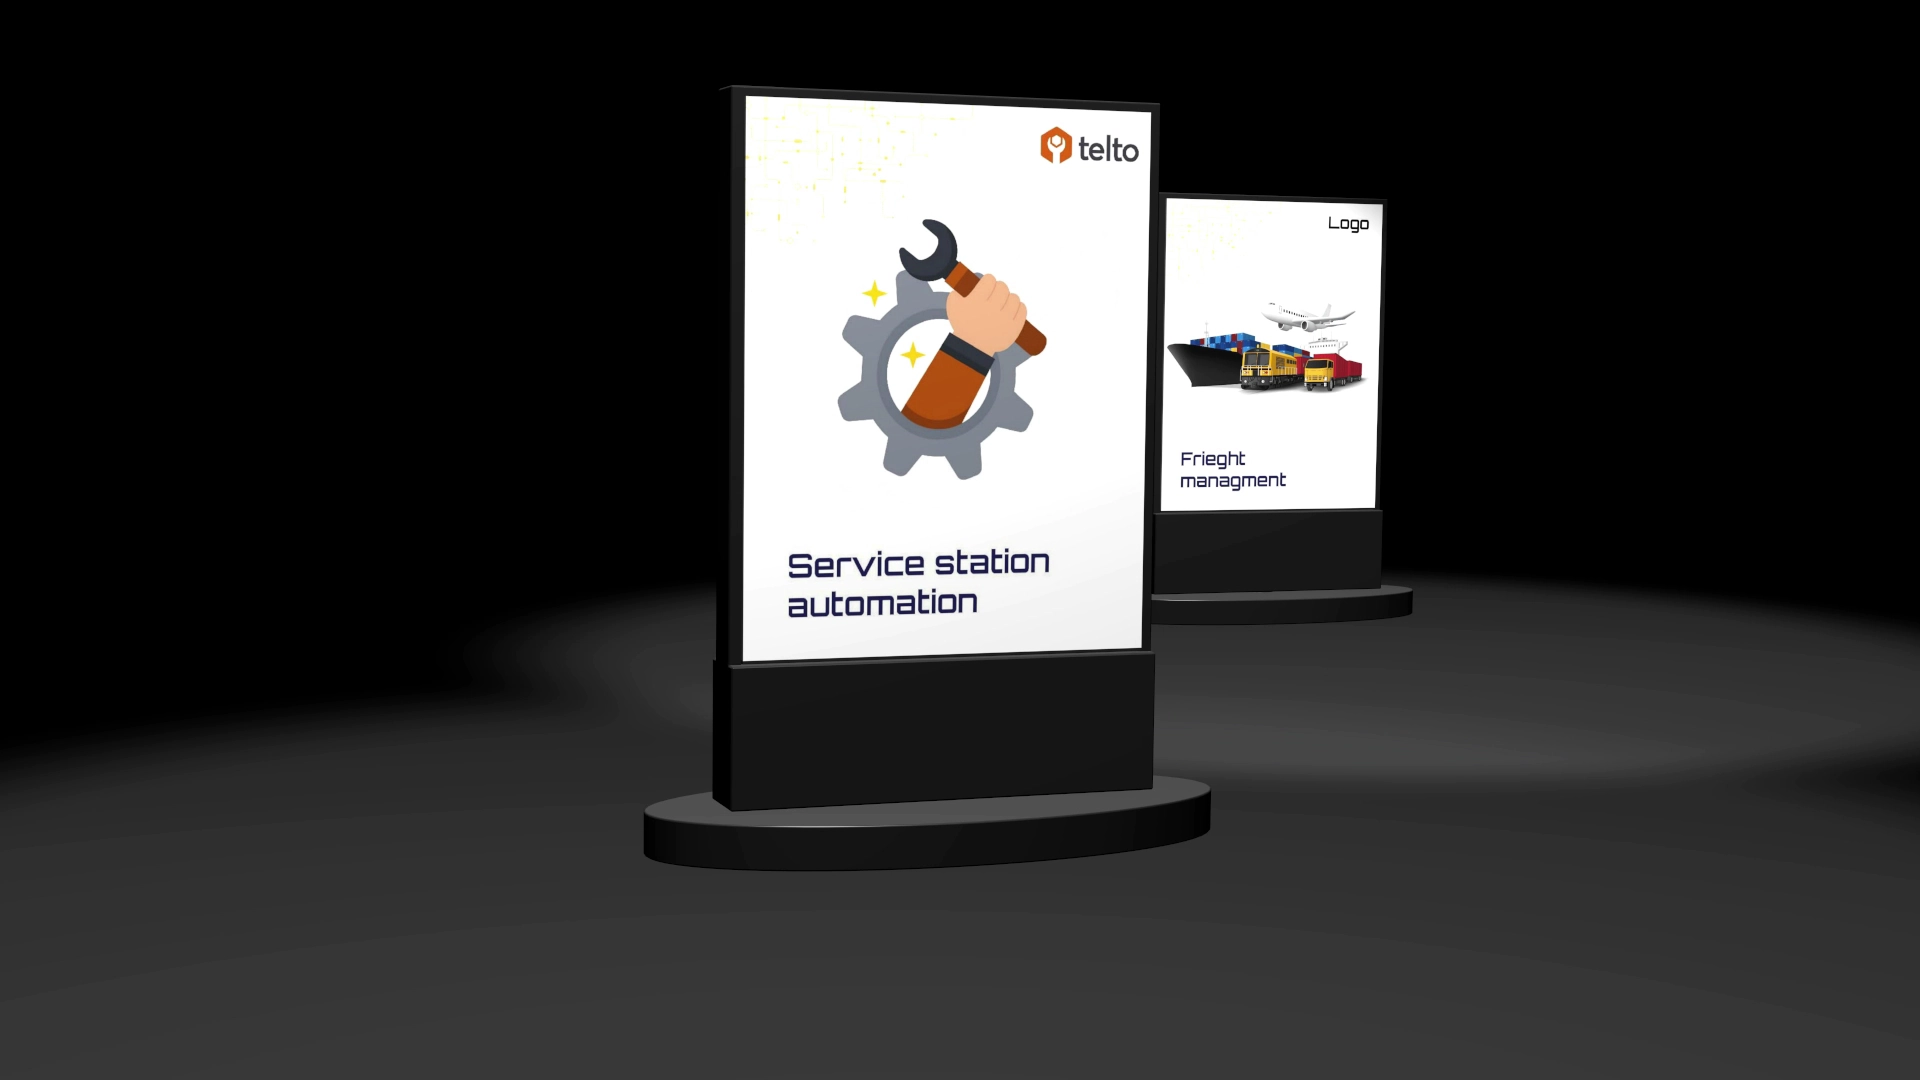 telto
Service station
automation
Logo
Frieght
managment